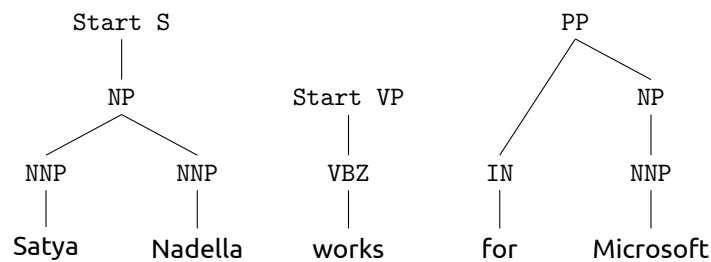 Start S PP
NP Start VP NP
NNP NNP VBZ IN NNP
Satya Nadella works for Microsoft